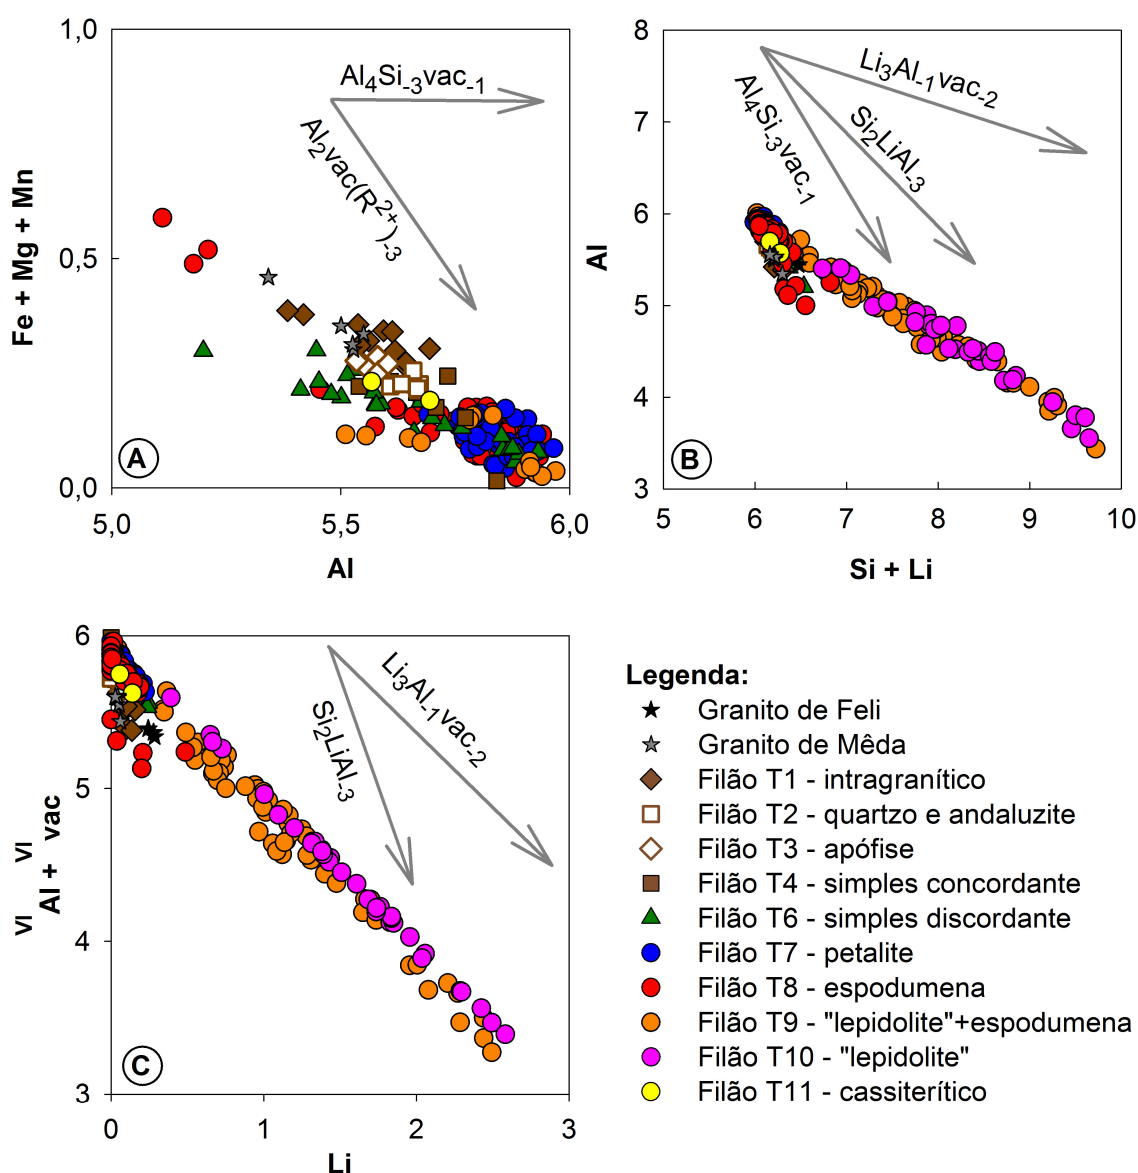 1,0
0,5
0,0
5,0
5,5
6,0
Fe + Mg + Mn
Al
Al4Si-3vac-1
Al2vac(R2+)-3
A
8
7
6
5
4
3
5
6
7
8
9
10
Al
Si + Li
Li3Al-1vac-2
Si2LiAl-3
Al4Si-3vac-1
B
6
5
4
3
0
1
2
3
VIAl + VIvac
Li
Li3Al-1vac-2
Si2LiAl-3
C
Legenda:
Granito de Feli
Granito de Mêda
Filão T1 - intragranítico
Filão T2 - quartzo e andaluzite
Filão T3 - apófise
Filão T4 - simples concordante
Filão T6 - simples discordante
Filão T7 - petalite
Filão T8 - espodumena
Filão T9 - "lepidolite"+espodumena
Filão T10 - "lepidolite"
Filão T11 - cassiterítico